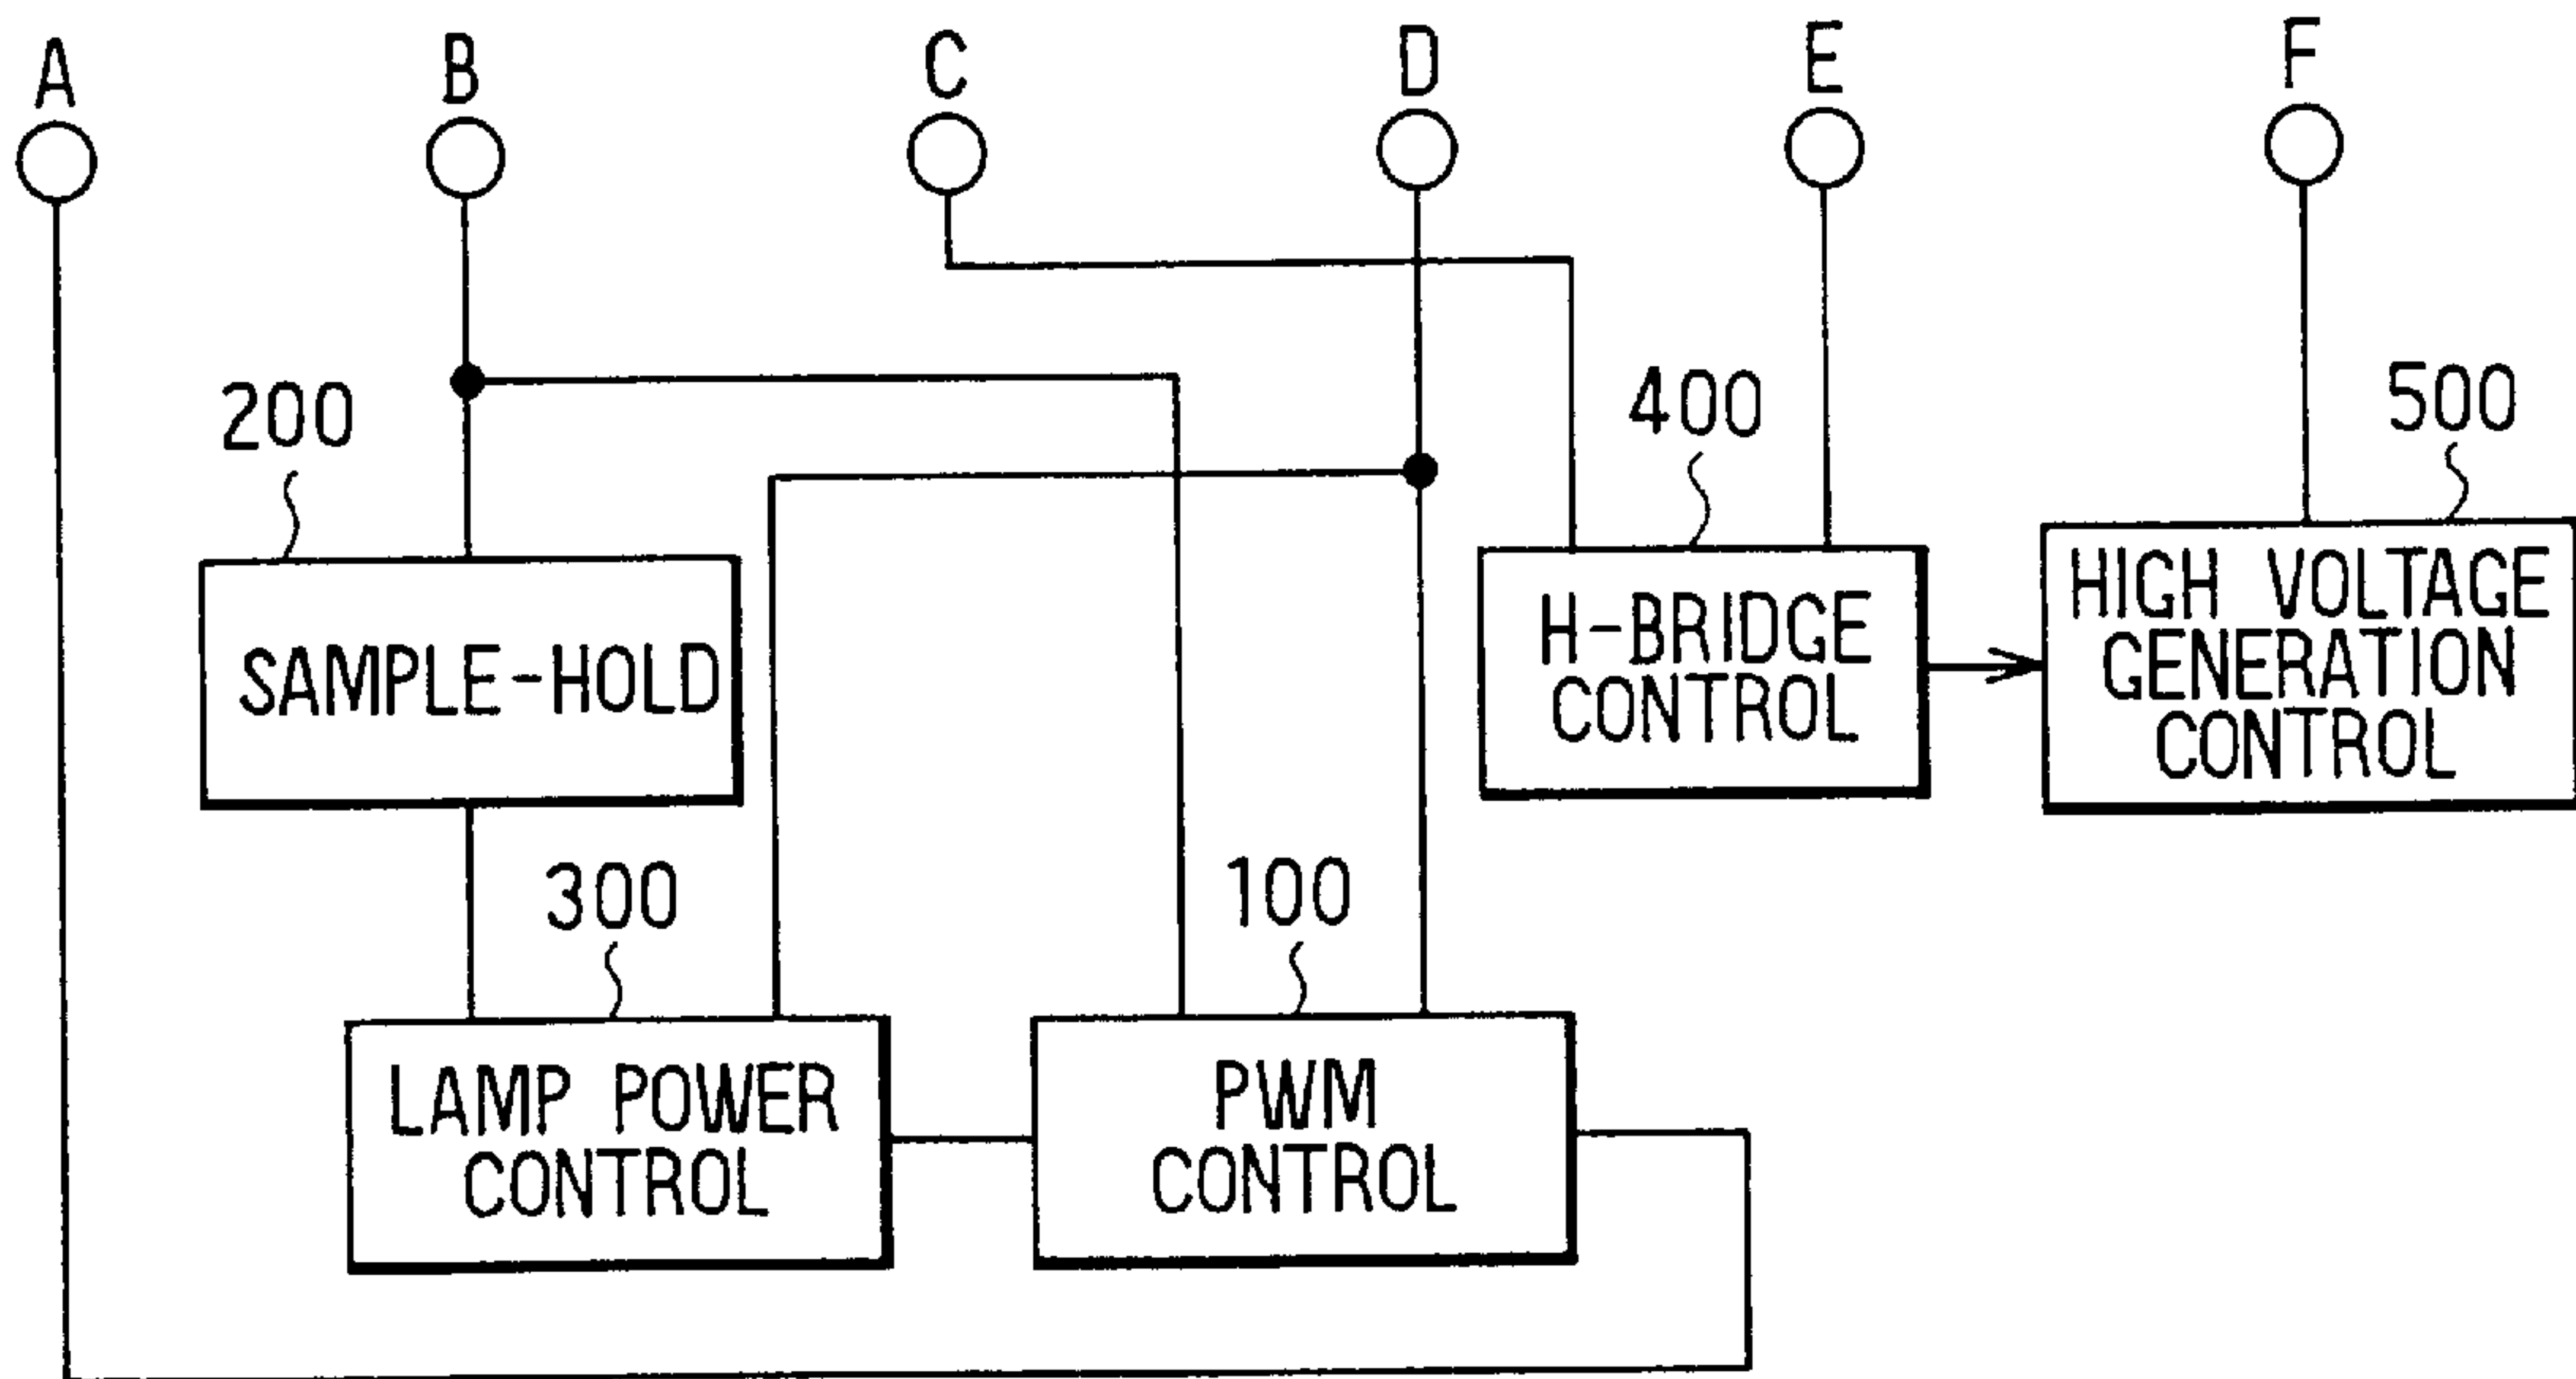 A
B
C
D
E
F
200
400
500
SAMPLE-HOLD
H-BRIDGE
CONTROL
HIGH VOLTAGE
GENERATION
CONTROL
300
100
LAMP POWER
CONTROL
PWM
CONTROL